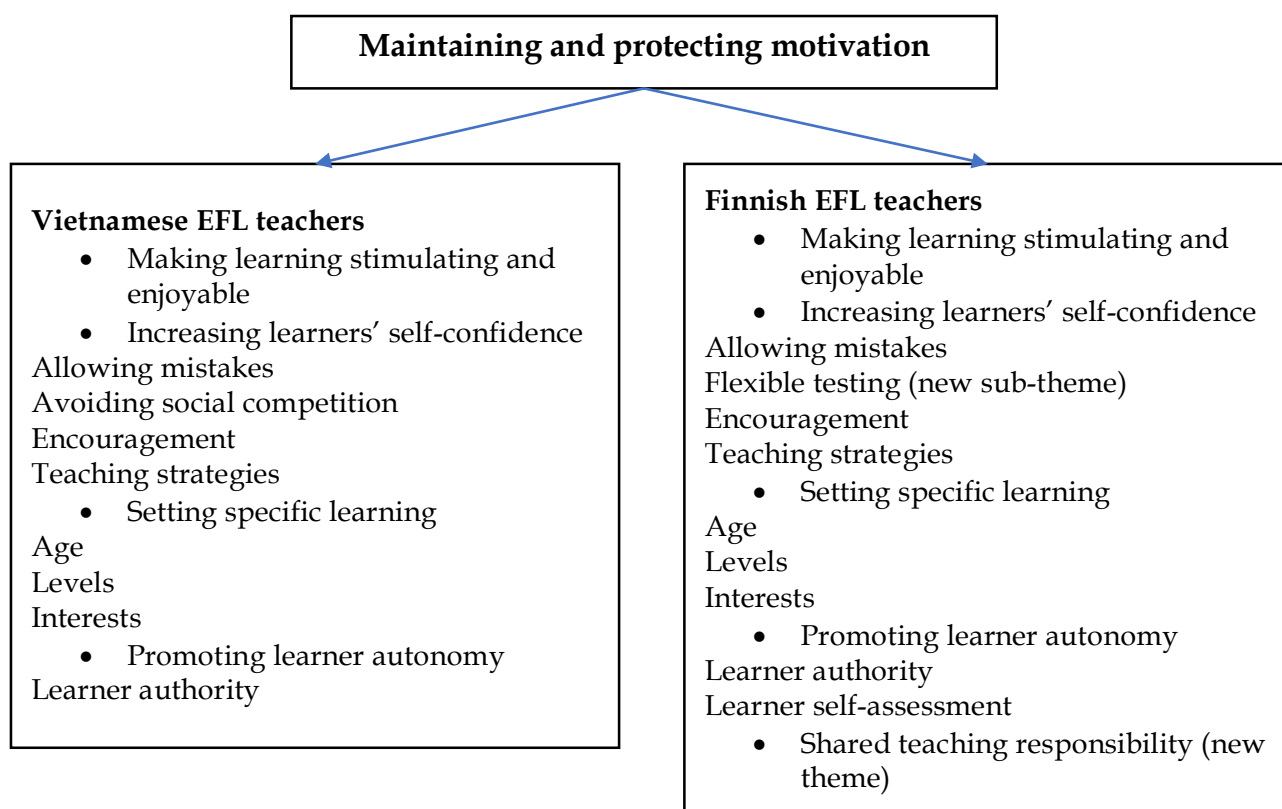 Maintaining and protecting motivation
Vietnamese EFL teachers
• Making learning stimulating and
enjoyable
• Increasing learners’ self-confidence
Allowing mistakes
Avoiding social competition
Encouragement
Teaching strategies
• Setting specific learning
Age
Levels
Interests
• Promoting learner autonomy
Learner authority
Finnish EFL teachers
• Making learning stimulating and
enjoyable
• Increasing learners’ self-confidence
Allowing mistakes
Flexible testing (new sub-theme)
Encouragement
Teaching strategies
• Setting specific learning
Age
Levels
Interests
• Promoting learner autonomy
Learner authority
Learner self-assessment
• Shared teaching responsibility (new
theme)